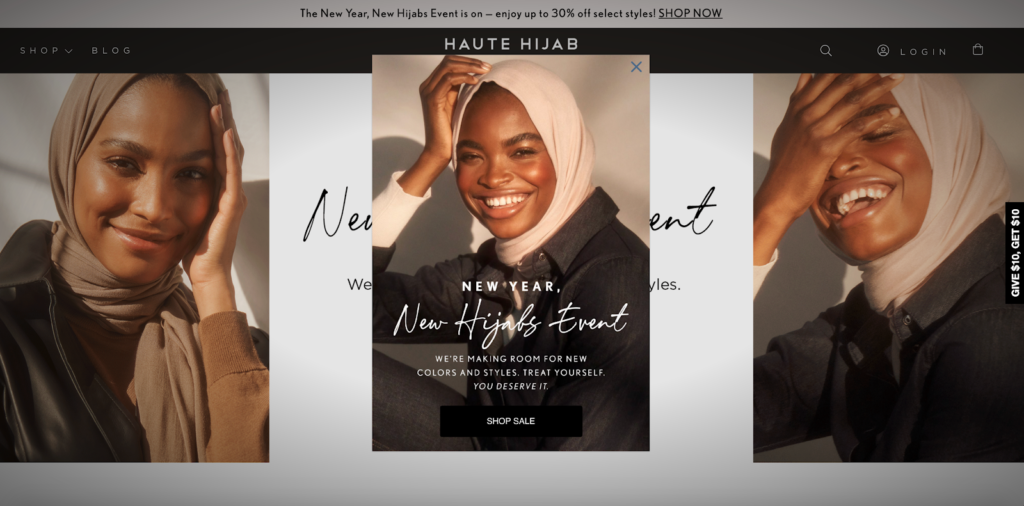 The New Year, New Hijabs Event is on — enjoy up to 30% off select styles! SHOP NOW
SHOP
BLOG
HAUTE HIJAB
LOGIN
NEW YEAR,
New Hijabs Event
WE'RE MAKING ROOM FOR NEW
COLORS AND STYLES. TREAT YOURSELF.
YOU DESERVE IT.
SHOP SALE
New
We
GIVE $10, GET $10